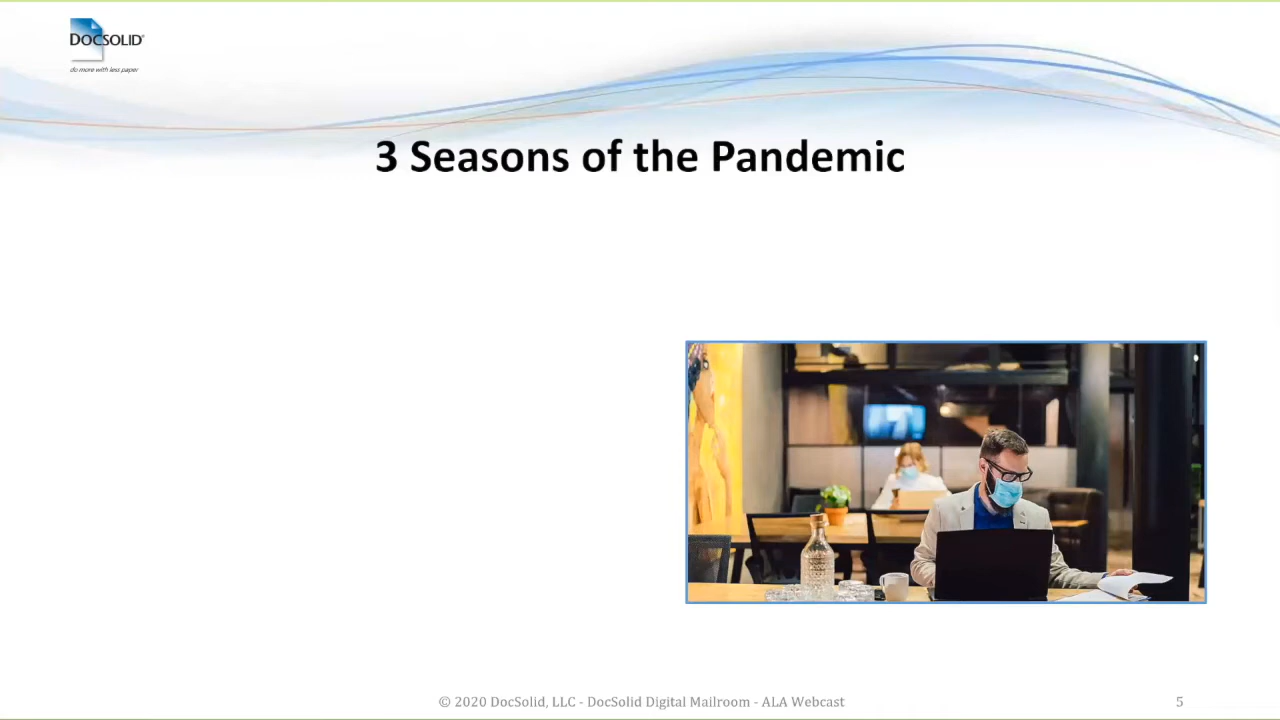 DOCSOLID®
do more with less paper
3 Seasons of the Pandemic
© 2020 DocSolid, LLC - DocSolid Digital Mailroom - ALA Webcast
5